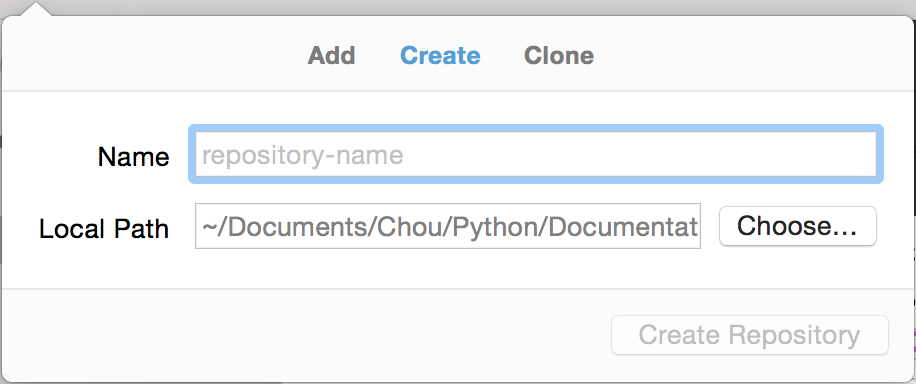 Add Create Clone
Name repository-name
Local Path ~/Documents/Chou/Python/Documentat Choose...
Create Repository